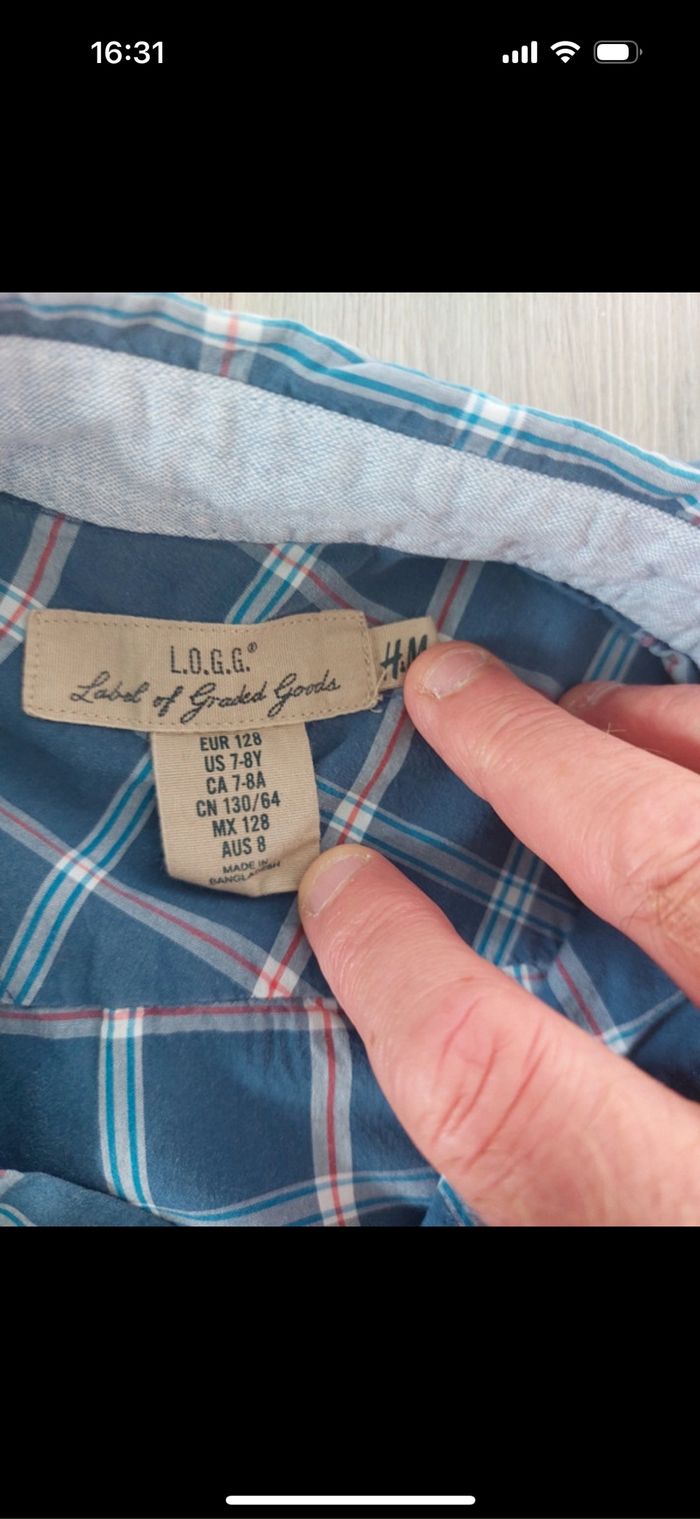 16:31
L.O.G.G.® H.M
Label of Graded Goods
EUR 128
US 7-8Y
CA 7-8A
CN 130/64
MX 128
AUS 8
MADE IN
BANGLADESH